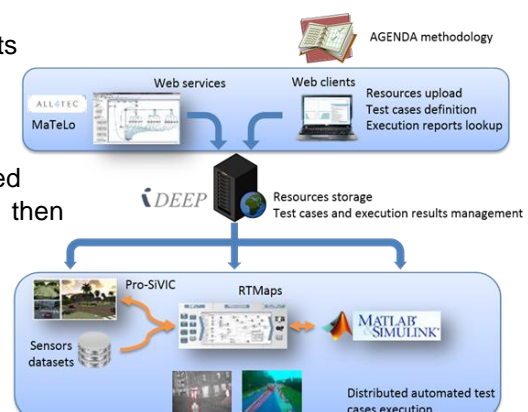 ts
ed
then
AGENDA methodology
Web services
Web clients
ALL4TEC
MaTeLo
Resources upload
Test cases definition
Execution reports lookup
iDEEP
Resources storage
Test cases and execution results management
Pro-SiVIC
RTMaps
MATLAB
SIMULINK
Sensors
datasets
Distributed automated test
cases execution